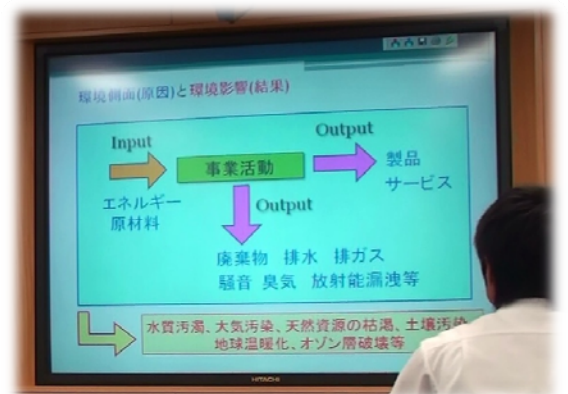 環境側面(原因)と環境影響(結果)
Input
Output
事業活動
製品
サービス
エネルギー
原材料
Output
廃棄物 排水 排ガス
騒音 臭気 放射能漏洩等
水質汚濁、大気汚染、天然資源の枯渇、土壌汚染
地球温暖化、オゾン層破壊等
HITACHI